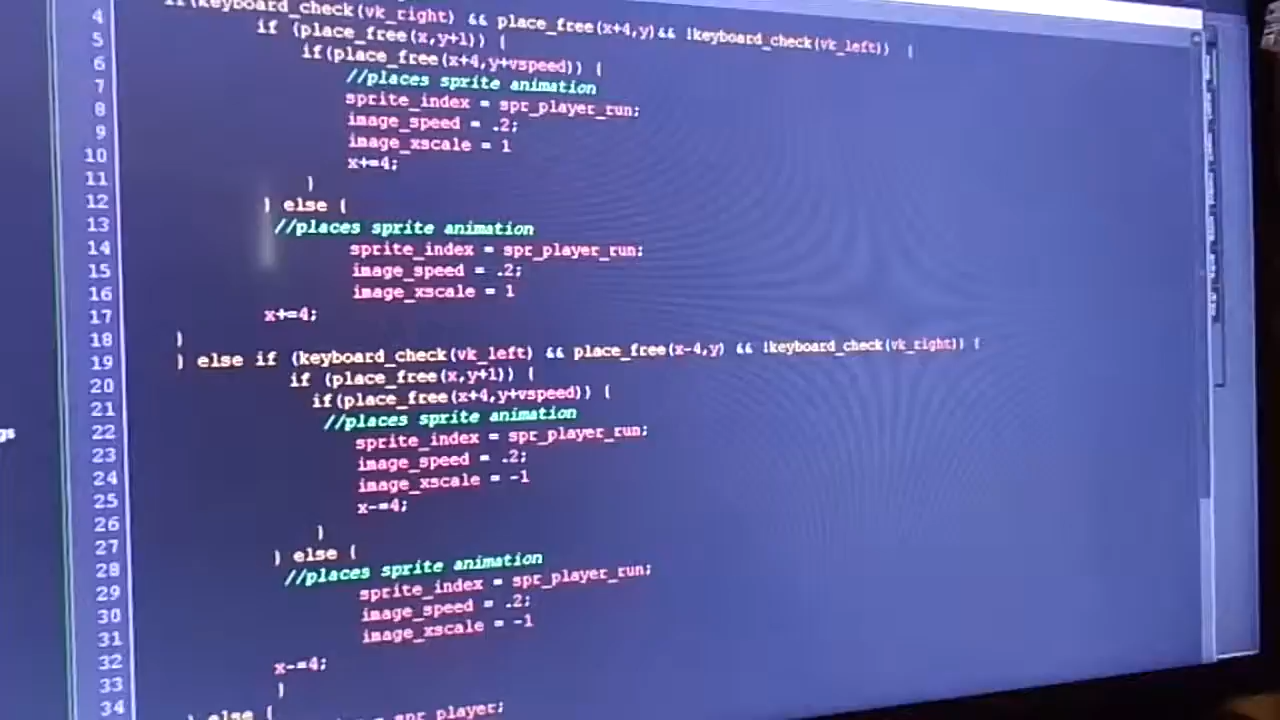 4 if(keyboard_check(vk_right) && place_free(x+4,y)&& !keyboard_check(vk_left)) {
5 if (place_free(x,y+1)) {
6 if(place_free(x+4,y+vspeed)) {
7 //places sprite animation
8 sprite_index = spr_player_run;
9 image_speed = .2;
10 image_xscale = 1
11 x+=4;
12 }
13 } else {
14 //places sprite animation
15 sprite_index = spr_player_run;
16 image_speed = .2;
17 image_xscale = 1
18 x+=4;
19 }
20 } else if (keyboard_check(vk_left) && place_free(x-4,y) && !keyboard_check(vk_right)) {
21 if (place_free(x,y+1)) {
22 if(place_free(x+4,y+vspeed)) {
23 //places sprite animation
24 sprite_index = spr_player_run;
25 image_speed = .2;
26 image_xscale = -1
27 x-=4;
28 }
29 } else {
30 //places sprite animation
31 sprite_index = spr_player_run;
32 image_speed = .2;
33 image_xscale = -1
34 x-=4;
}
} else {
= spr_player;
gs